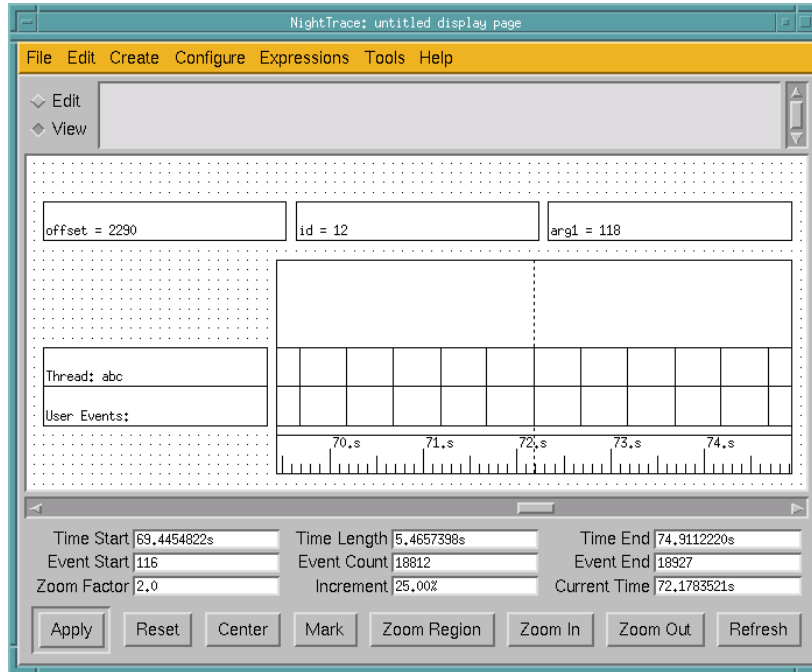 NightTrace: untitled display page
File Edit Create Configure Expressions Tools Help
Edit
View
offset = 2290 id = 12 arg1 = 118
Thread: abc
User Events:
70.s 71.s 72.s 73.s 74.s
Time Start 69.4454822s Time Length 5.4657398s Time End 74.9112220s
Event Start 116 Event Count 18812 Event End 18927
Zoom Factor 2.0 Increment 25.00% Current Time 72.1783521s
Apply Reset Center Mark Zoom Region Zoom In Zoom Out Refresh